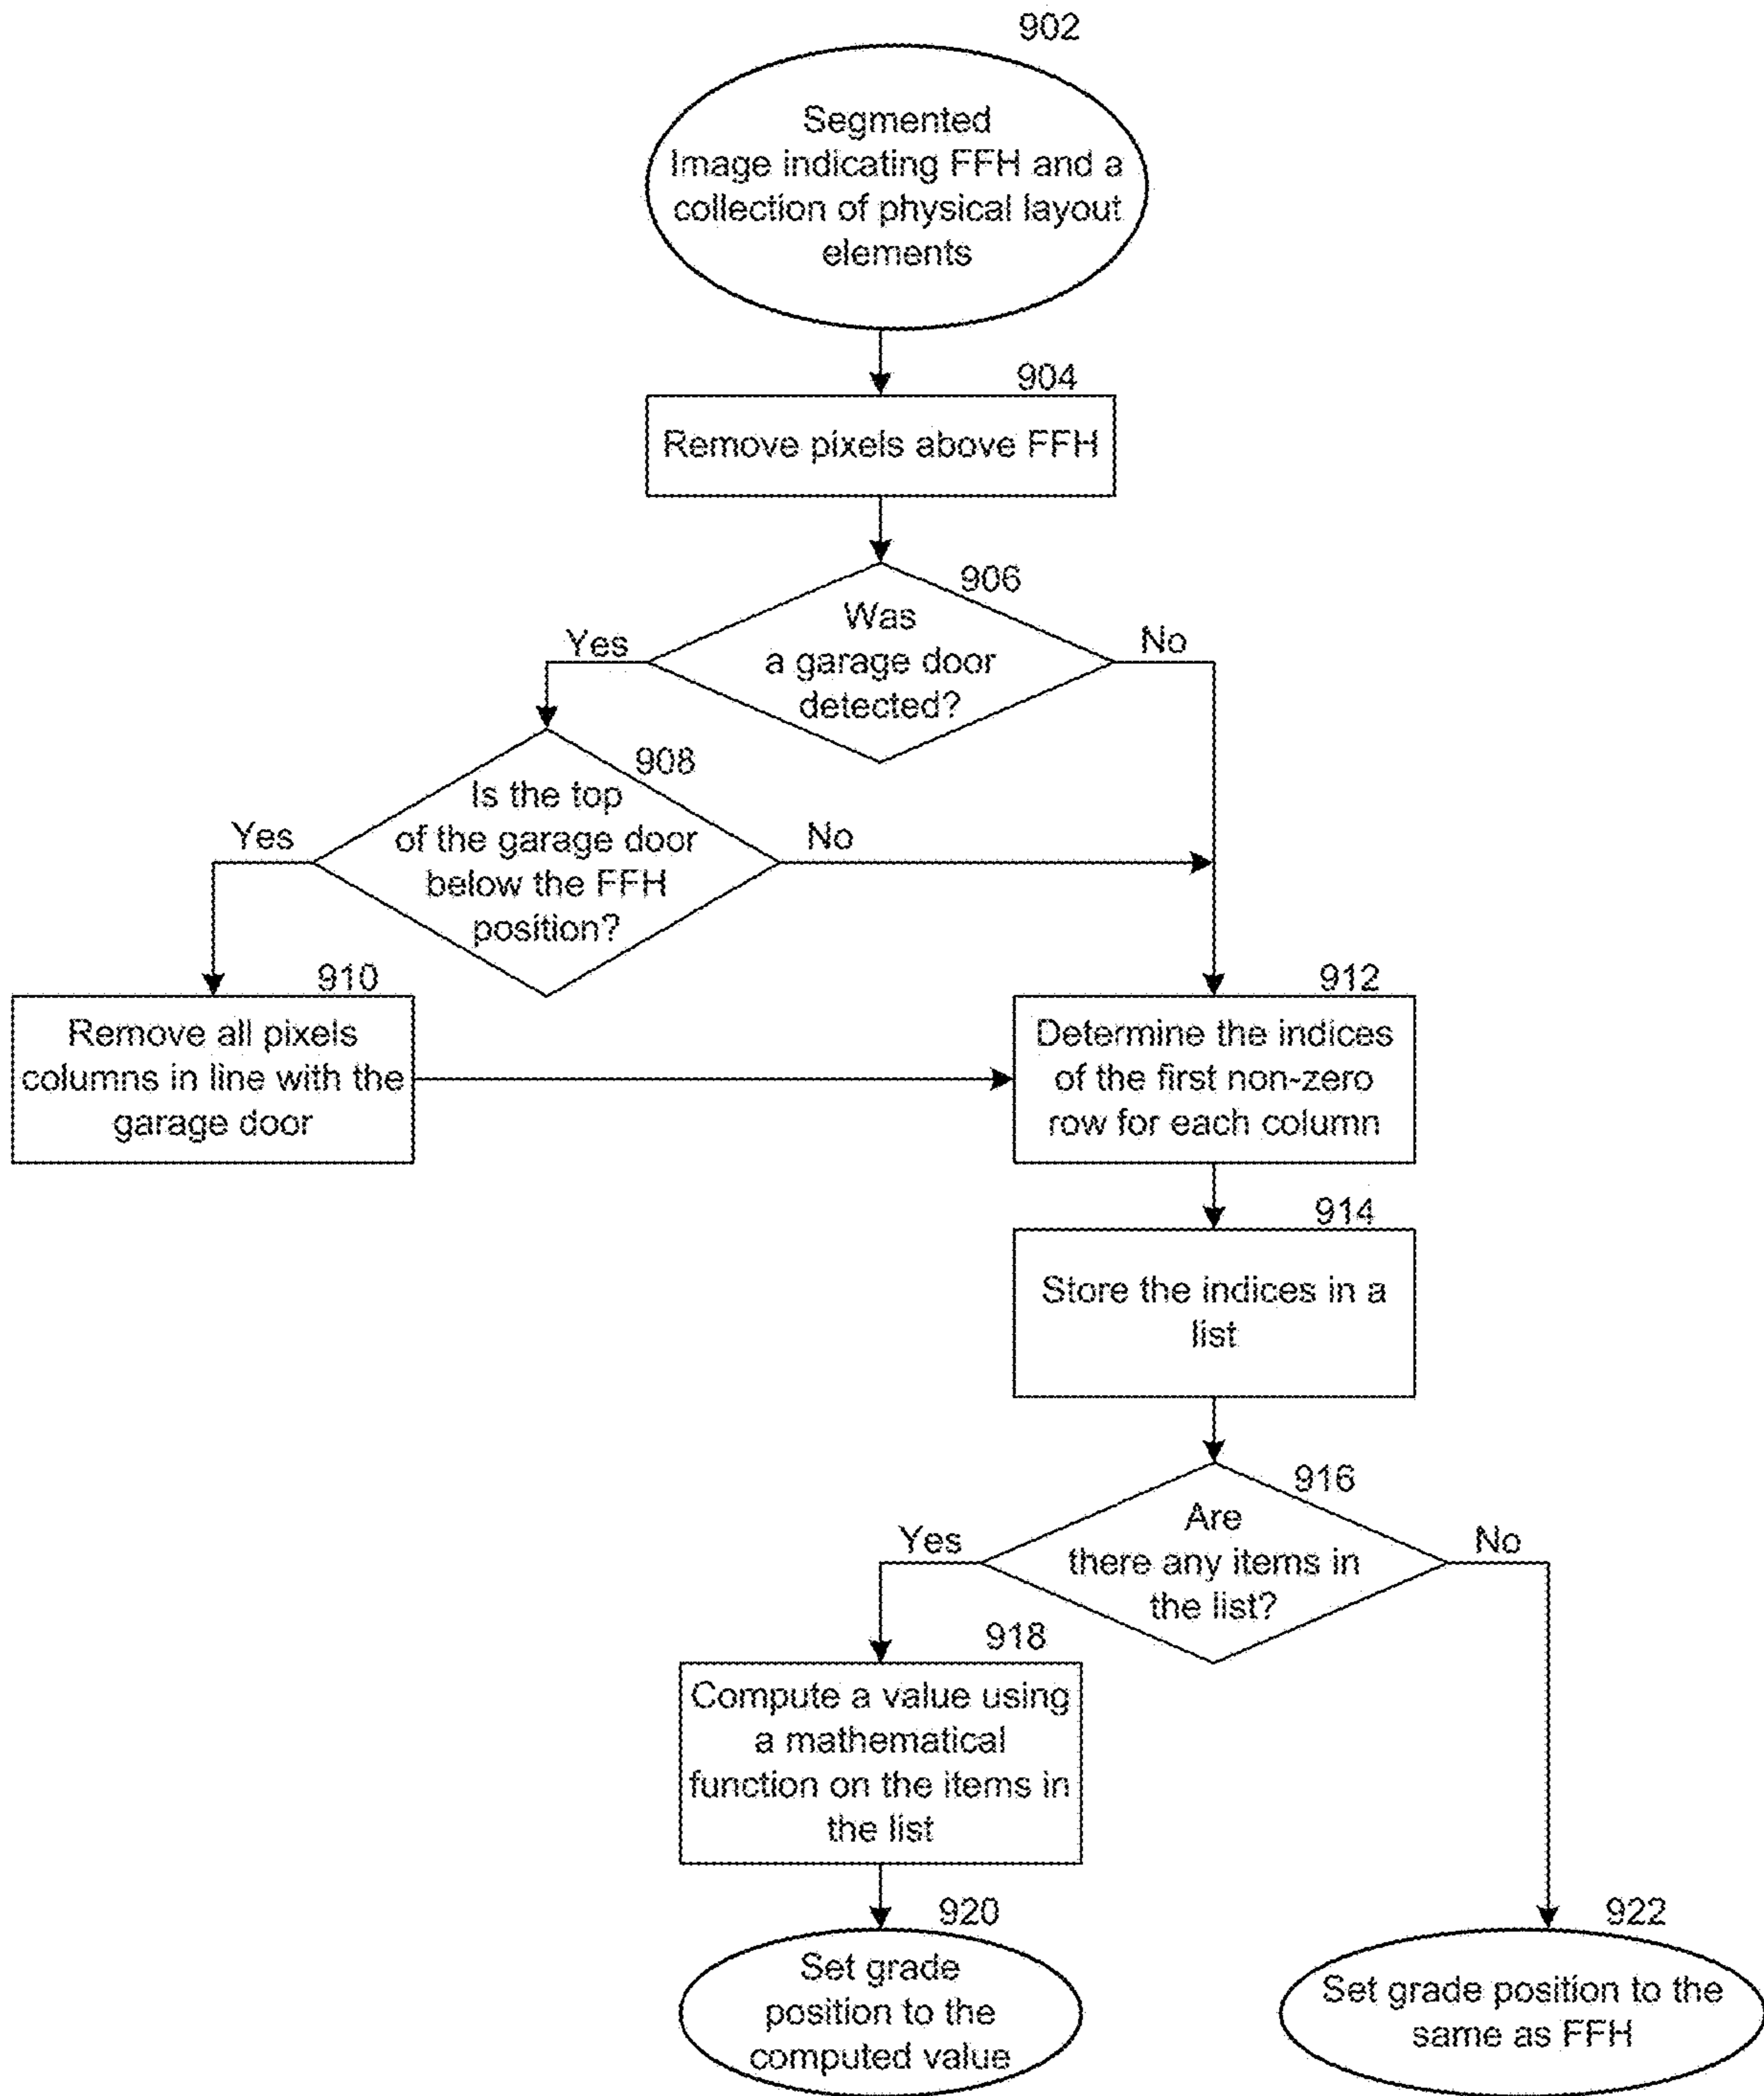 902
Segmented
Image indicating FFH and a
collection of physical layout
elements
904
Remove pixels above FFH
906
Was
a garage door
detected?
Yes
No
908
Is the top
of the garage door
below the FFH
position?
Yes
No
910
Remove all pixels
columns in line with the
garage door
912
Determine the indices
of the first non-zero
row for each column
914
Store the indices in a
list
916
Are
there any items in
the list?
Yes
No
918
Compute a value using
a mathematical
function on the items in
the list
920
Set grade
position to the
computed value
922
Set grade position to the
same as FFH